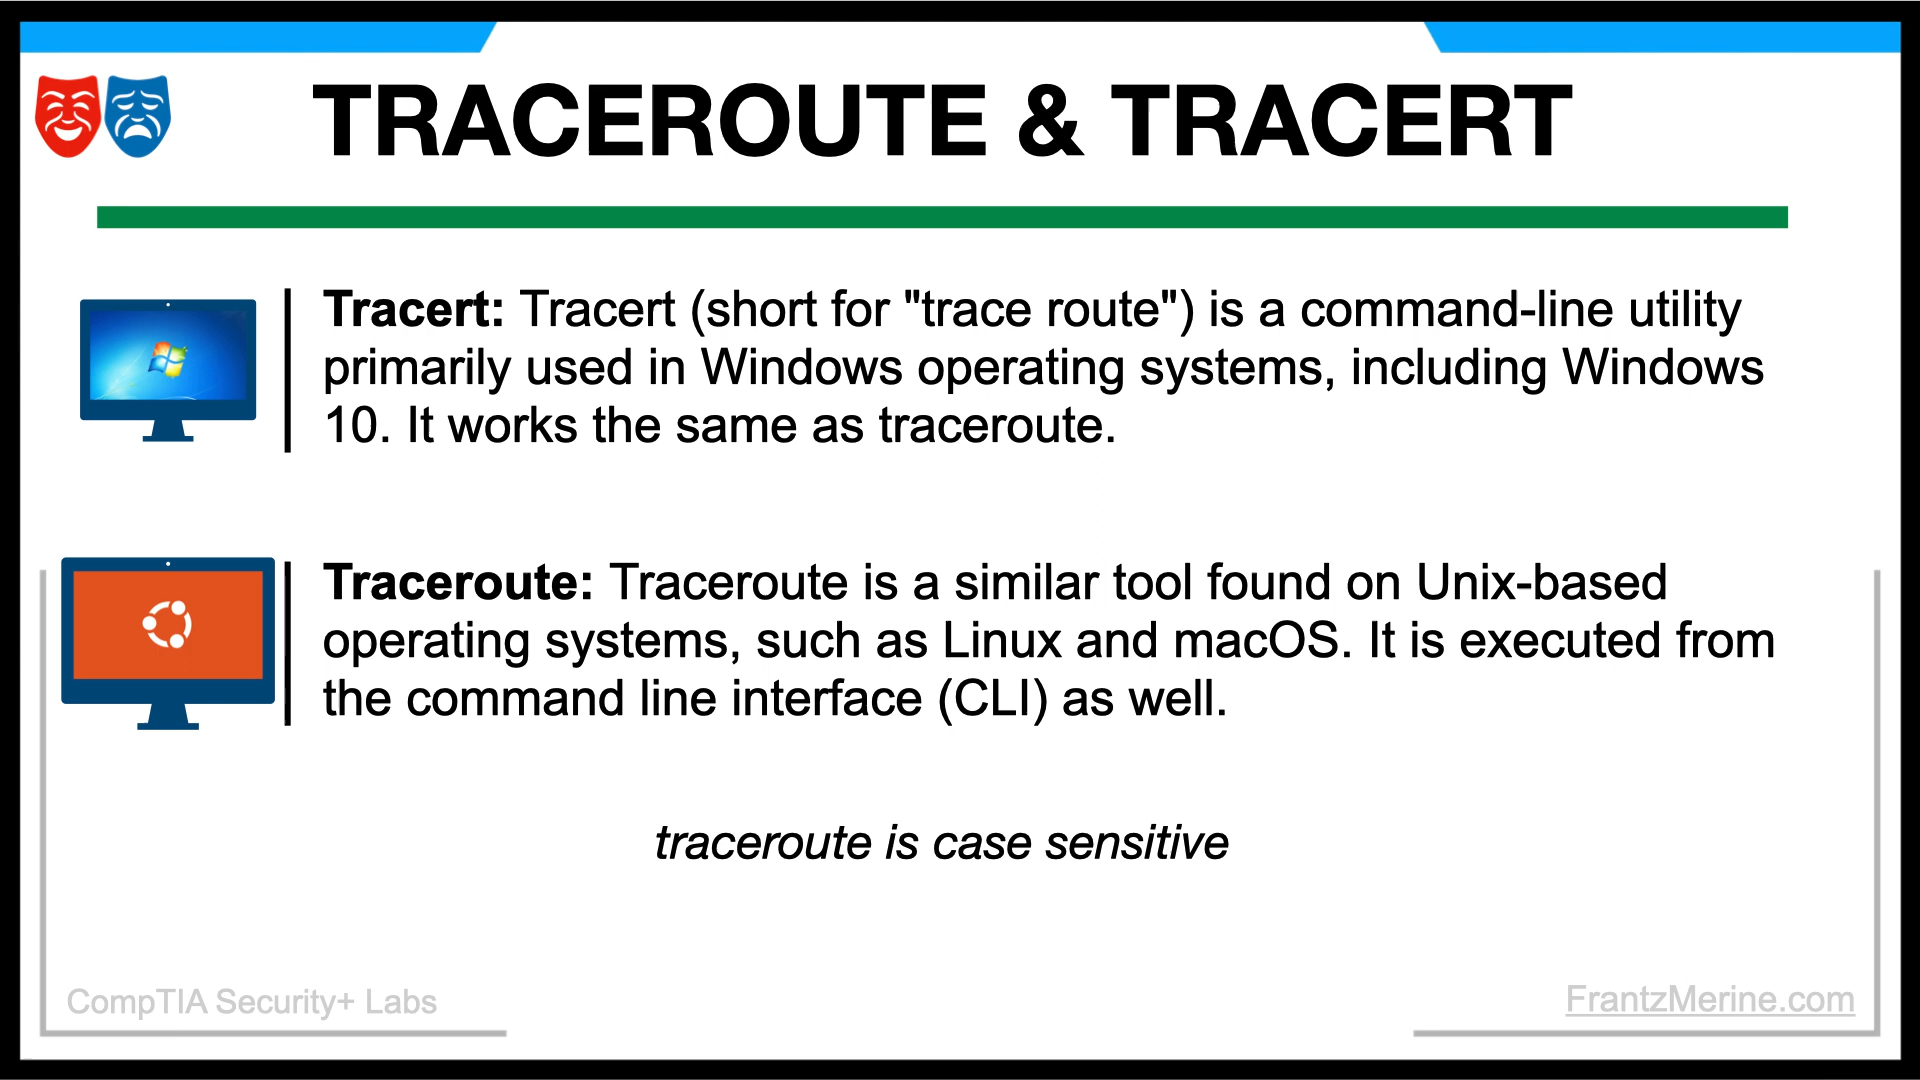 TRACEROUTE & TRACERT
Tracert: Tracert (short for "trace route") is a command-line utility
primarily used in Windows operating systems, including Windows
10. It works the same as traceroute.
Traceroute: Traceroute is a similar tool found on Unix-based
operating systems, such as Linux and macOS. It is executed from
the command line interface (CLI) as well.
traceroute is case sensitive
CompTIA Security+ Labs
FrantzMerine.com